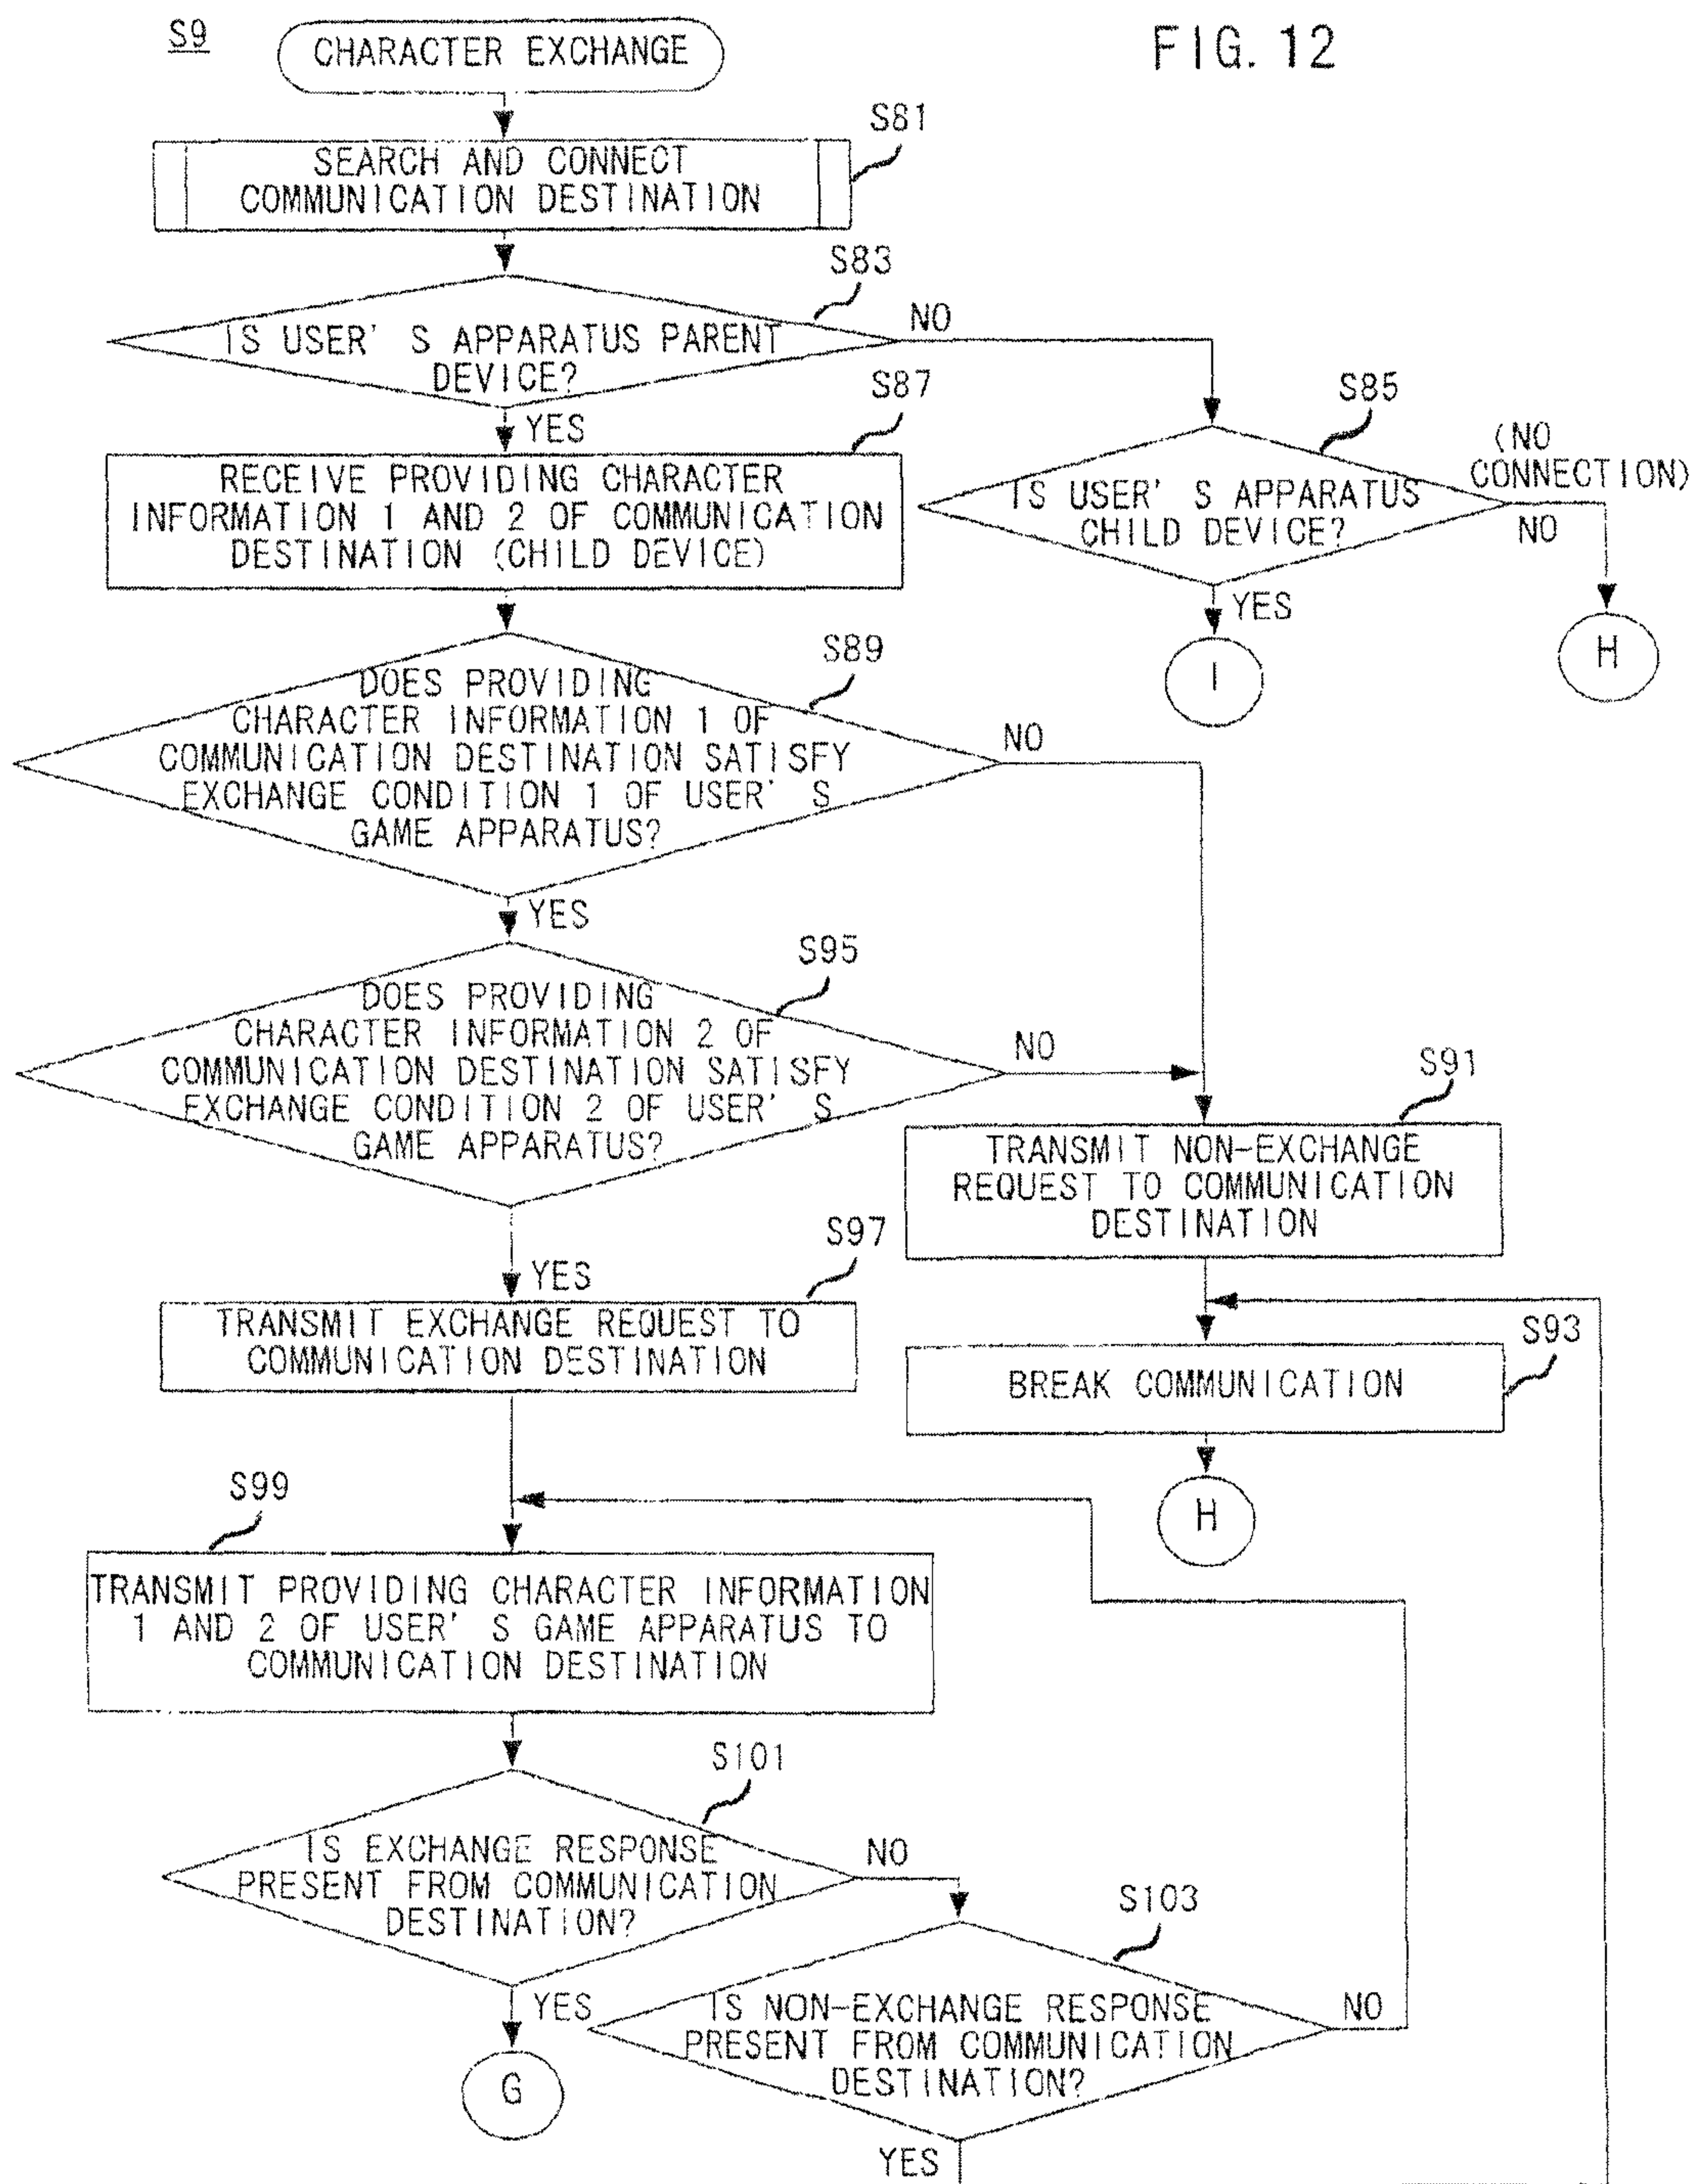 S9
CHARACTER EXCHANGE
FIG. 12
S81
SEARCH AND CONNECT
COMMUNICATION DESTINATION
S83
IS USER'S APPARATUS PARENT
DEVICE?
NO
YES
S87
RECEIVE PROVIDING CHARACTER
INFORMATION 1 AND 2 OF COMMUNICATION
DESTINATION (CHILD DEVICE)
S85
IS USER'S APPARATUS
CHILD DEVICE?
(NO
CONNECTION)
NO
YES
I
H
S89
DOES PROVIDING
CHARACTER INFORMATION 1 OF
COMMUNICATION DESTINATION SATISFY
EXCHANGE CONDITION 1 OF USER'S
GAME APPARATUS?
NO
YES
S95
DOES PROVIDING
CHARACTER INFORMATION 2 OF
COMMUNICATION DESTINATION SATISFY
EXCHANGE CONDITION 2 OF USER'S
GAME APPARATUS?
NO
YES
S91
TRANSMIT NON-EXCHANGE
REQUEST TO COMMUNICATION
DESTINATION
S97
TRANSMIT EXCHANGE REQUEST TO
COMMUNICATION DESTINATION
S93
BREAK COMMUNICATION
H
S99
TRANSMIT PROVIDING CHARACTER INFORMATION
1 AND 2 OF USER'S GAME APPARATUS TO
COMMUNICATION DESTINATION
S101
IS EXCHANGE RESPONSE
PRESENT FROM COMMUNICATION
DESTINATION?
NO
YES
G
S103
IS NON-EXCHANGE RESPONSE
PRESENT FROM COMMUNICATION
DESTINATION?
NO
YES